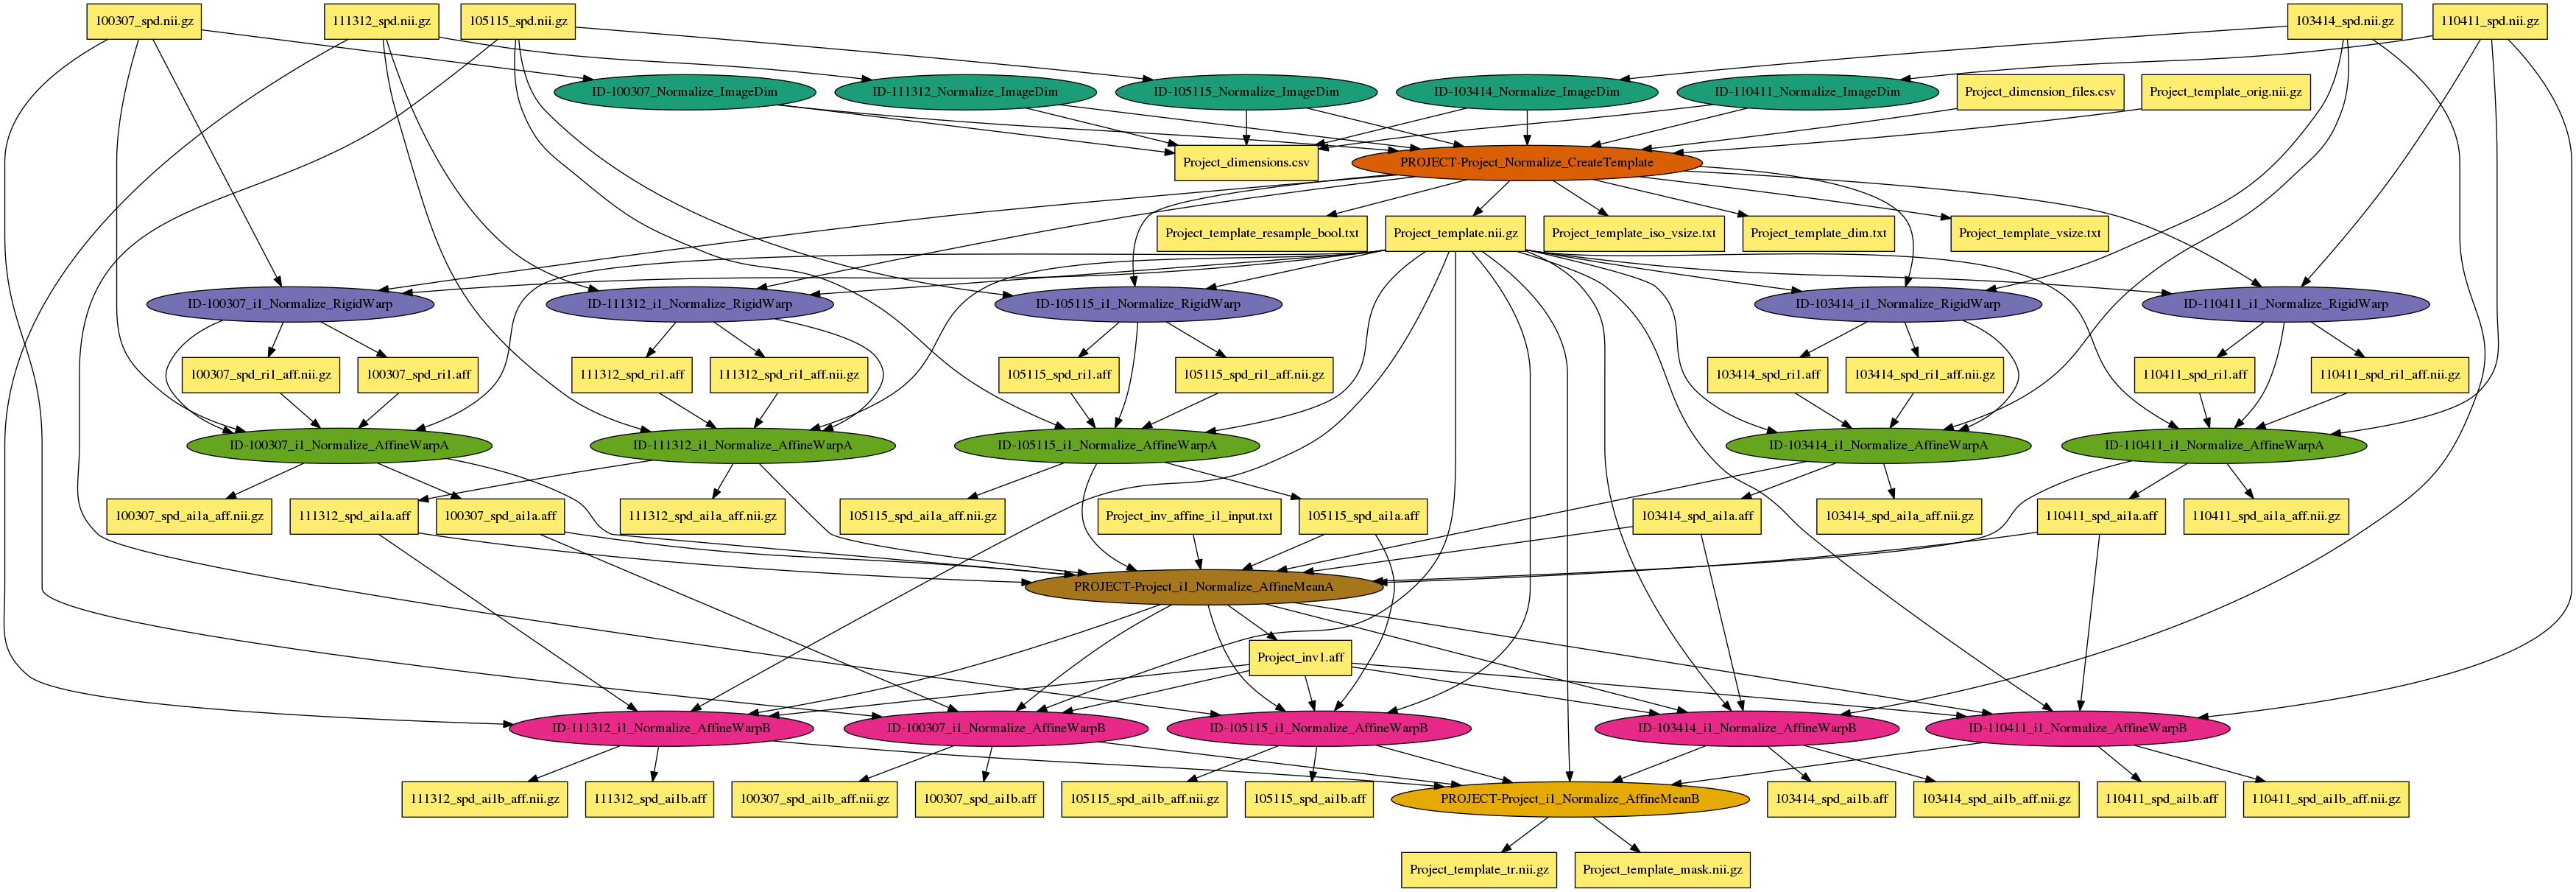 100307_spd.nii.gz
111312_spd.nii.gz
105115_spd.nii.gz
103414_spd.nii.gz
110411_spd.nii.gz
ID-100307_Normalize_ImageDim
ID-111312_Normalize_ImageDim
ID-105115_Normalize_ImageDim
ID-103414_Normalize_ImageDim
ID-110411_Normalize_ImageDim
Project_dimension_files.csv
Project_template_orig.nii.gz
Project_dimensions.csv
PROJECT-Project_Normalize_CreateTemplate
Project_template_resample_bool.txt
Project_template.nii.gz
Project_template_iso_vsize.txt
Project_template_dim.txt
Project_template_vsize.txt
ID-100307_i1_Normalize_RigidWarp
ID-111312_i1_Normalize_RigidWarp
ID-105115_i1_Normalize_RigidWarp
ID-103414_i1_Normalize_RigidWarp
ID-110411_i1_Normalize_RigidWarp
100307_spd_ri1_aff.nii.gz
100307_spd_ri1.aff
111312_spd_ri1.aff
111312_spd_ri1_aff.nii.gz
105115_spd_ri1.aff
105115_spd_ri1_aff.nii.gz
103414_spd_ri1.aff
103414_spd_ri1_aff.nii.gz
110411_spd_ri1.aff
110411_spd_ri1_aff.nii.gz
ID-100307_i1_Normalize_AffineWarpA
ID-111312_i1_Normalize_AffineWarpA
ID-105115_i1_Normalize_AffineWarpA
ID-103414_i1_Normalize_AffineWarpA
ID-110411_i1_Normalize_AffineWarpA
100307_spd_ai1a_aff.nii.gz
111312_spd_ai1a.aff
100307_spd_ai1a.aff
111312_spd_ai1a_aff.nii.gz
105115_spd_ai1a_aff.nii.gz
Project_inv_affine_i1_input.txt
105115_spd_ai1a.aff
103414_spd_ai1a.aff
103414_spd_ai1a_aff.nii.gz
110411_spd_ai1a.aff
110411_spd_ai1a_aff.nii.gz
PROJECT-Project_i1_Normalize_AffineMeanA
Project_inv1.aff
ID-111312_i1_Normalize_AffineWarpB
ID-100307_i1_Normalize_AffineWarpB
ID-105115_i1_Normalize_AffineWarpB
ID-103414_i1_Normalize_AffineWarpB
ID-110411_i1_Normalize_AffineWarpB
111312_spd_ai1b_aff.nii.gz
111312_spd_ai1b.aff
100307_spd_ai1b_aff.nii.gz
100307_spd_ai1b.aff
105115_spd_ai1b_aff.nii.gz
105115_spd_ai1b.aff
PROJECT-Project_i1_Normalize_AffineMeanB
103414_spd_ai1b.aff
103414_spd_ai1b_aff.nii.gz
110411_spd_ai1b.aff
110411_spd_ai1b_aff.nii.gz
Project_template_tr.nii.gz
Project_template_mask.nii.gz